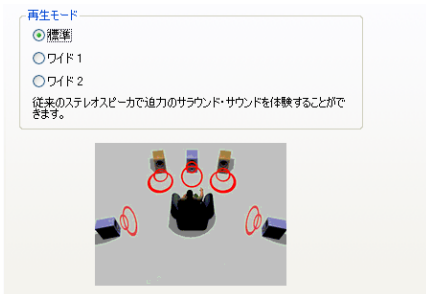 再生モード
標準
ワイド 1
ワイド 2
従来のステレオスピーカで迫力のサラウンド・サウンドを体験することがで
きます。